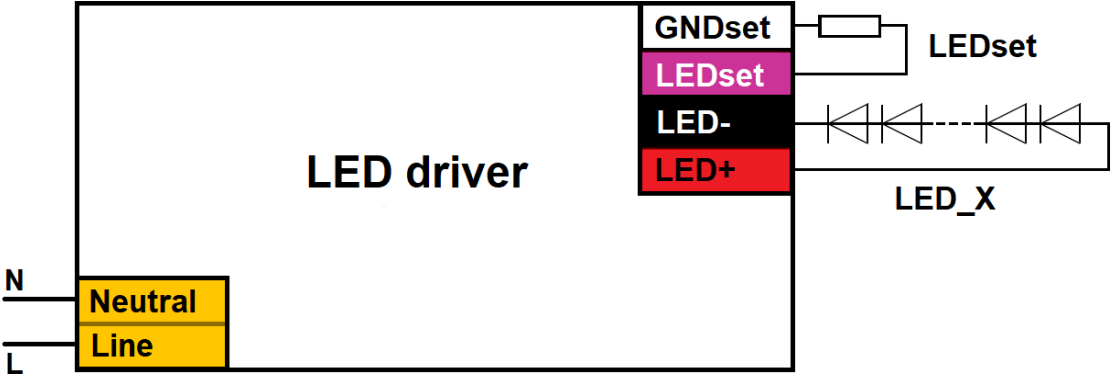 GNDset
LEDset
LEDset
LED-
LED driver
LED+
LED_X
N
Neutral
Line
L